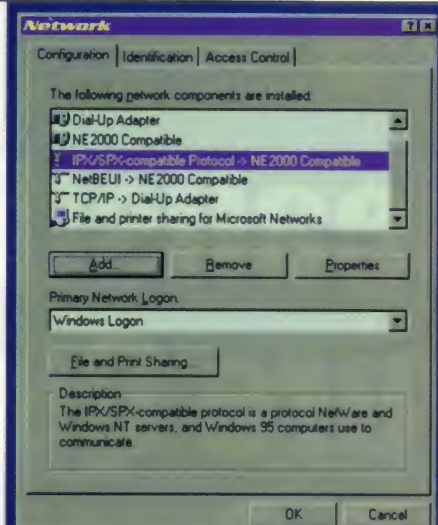 Network
Configuration
Identification
Access Control
The following network components are installed:
Dial-Up Adapter
NE2000 Compatible
IPX/SPX-compatible Protocol -> NE2000 Compatible
NetBEUI -> NE2000 Compatible
TCP/IP -> Dial-Up Adapter
File and printer sharing for Microsoft Networks
Add...
Remove
Properties
Primary Network Logon:
Windows Logon
File and Print Sharing...
Description
The IPX/SPX-compatible protocol is a protocol NetWare and
Windows NT servers, and Windows 95 computers use to
communicate.
OK
Cancel